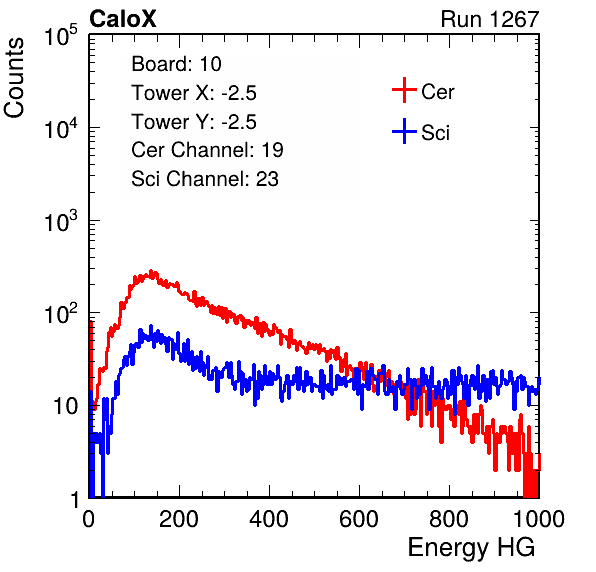 CaloX Run 1267
Counts
Board: 10
Tower X: -2.5
Tower Y: -2.5
Cer Channel: 19
Sci Channel: 23
Cer
Sci
10^5
10^4
10^3
10^2
10
1
0 200 400 600 800 1000
Energy HG